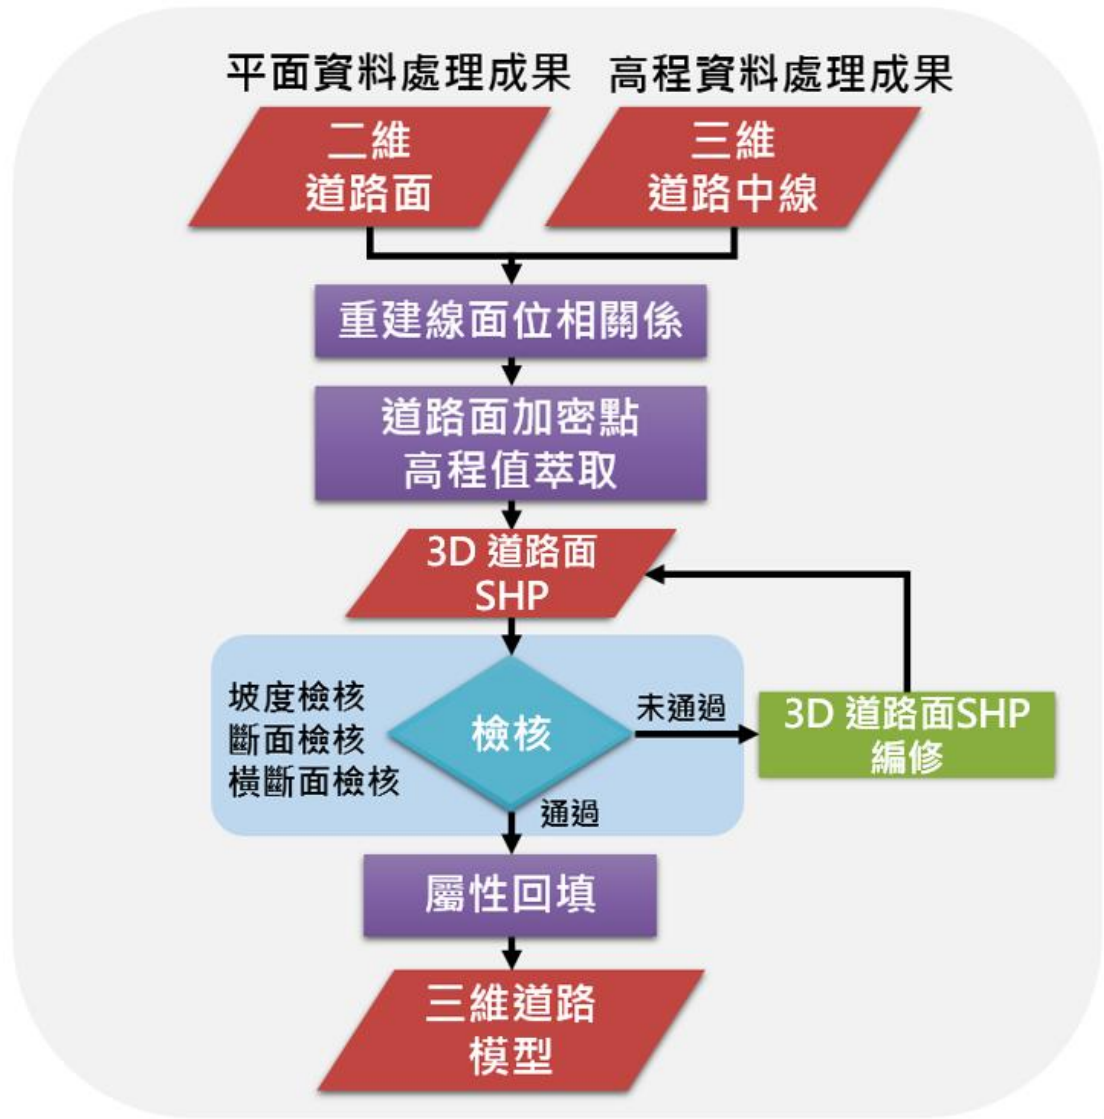 平面資料處理成果
高程資料處理成果
二維
道路面
三維
道路中線
重建線面位相關係
道路面加密點
高程值萃取
3D 道路面
SHP
坡度檢核
斷面檢核
橫斷面檢核
檢核
未通過
3D 道路面SHP
編修
通過
屬性回填
三維道路
模型